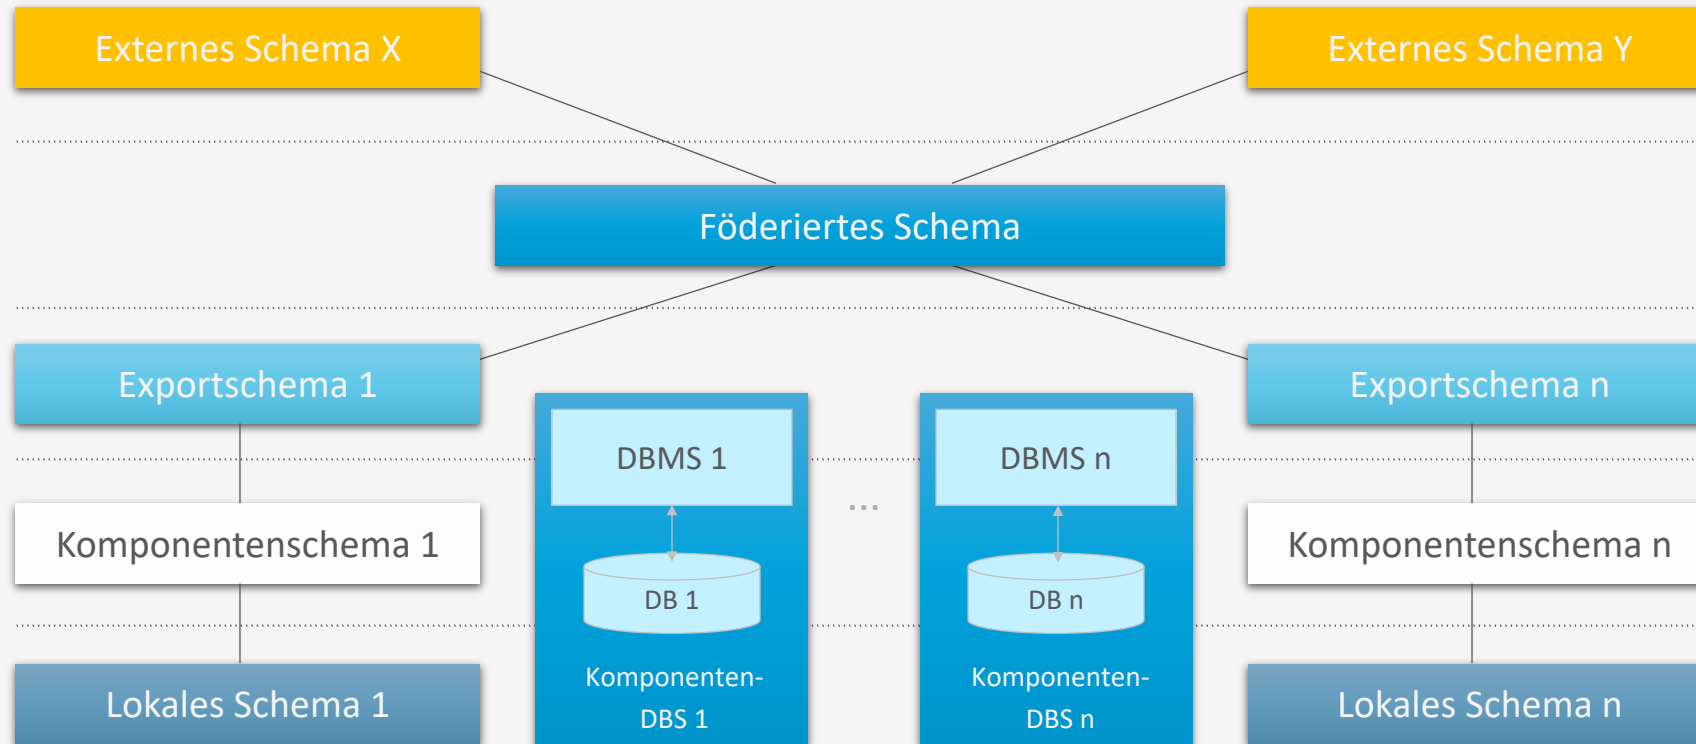 Externes Schema X
Externes Schema Y
Föderiertes Schema
Exportschema 1
Exportschema n
DBMS 1
DBMS n
...
Komponentenschema 1
Komponentenschema n
DB 1
DB n
Komponenten-
DBS 1
Komponenten-
DBS n
Lokales Schema 1
Lokales Schema n